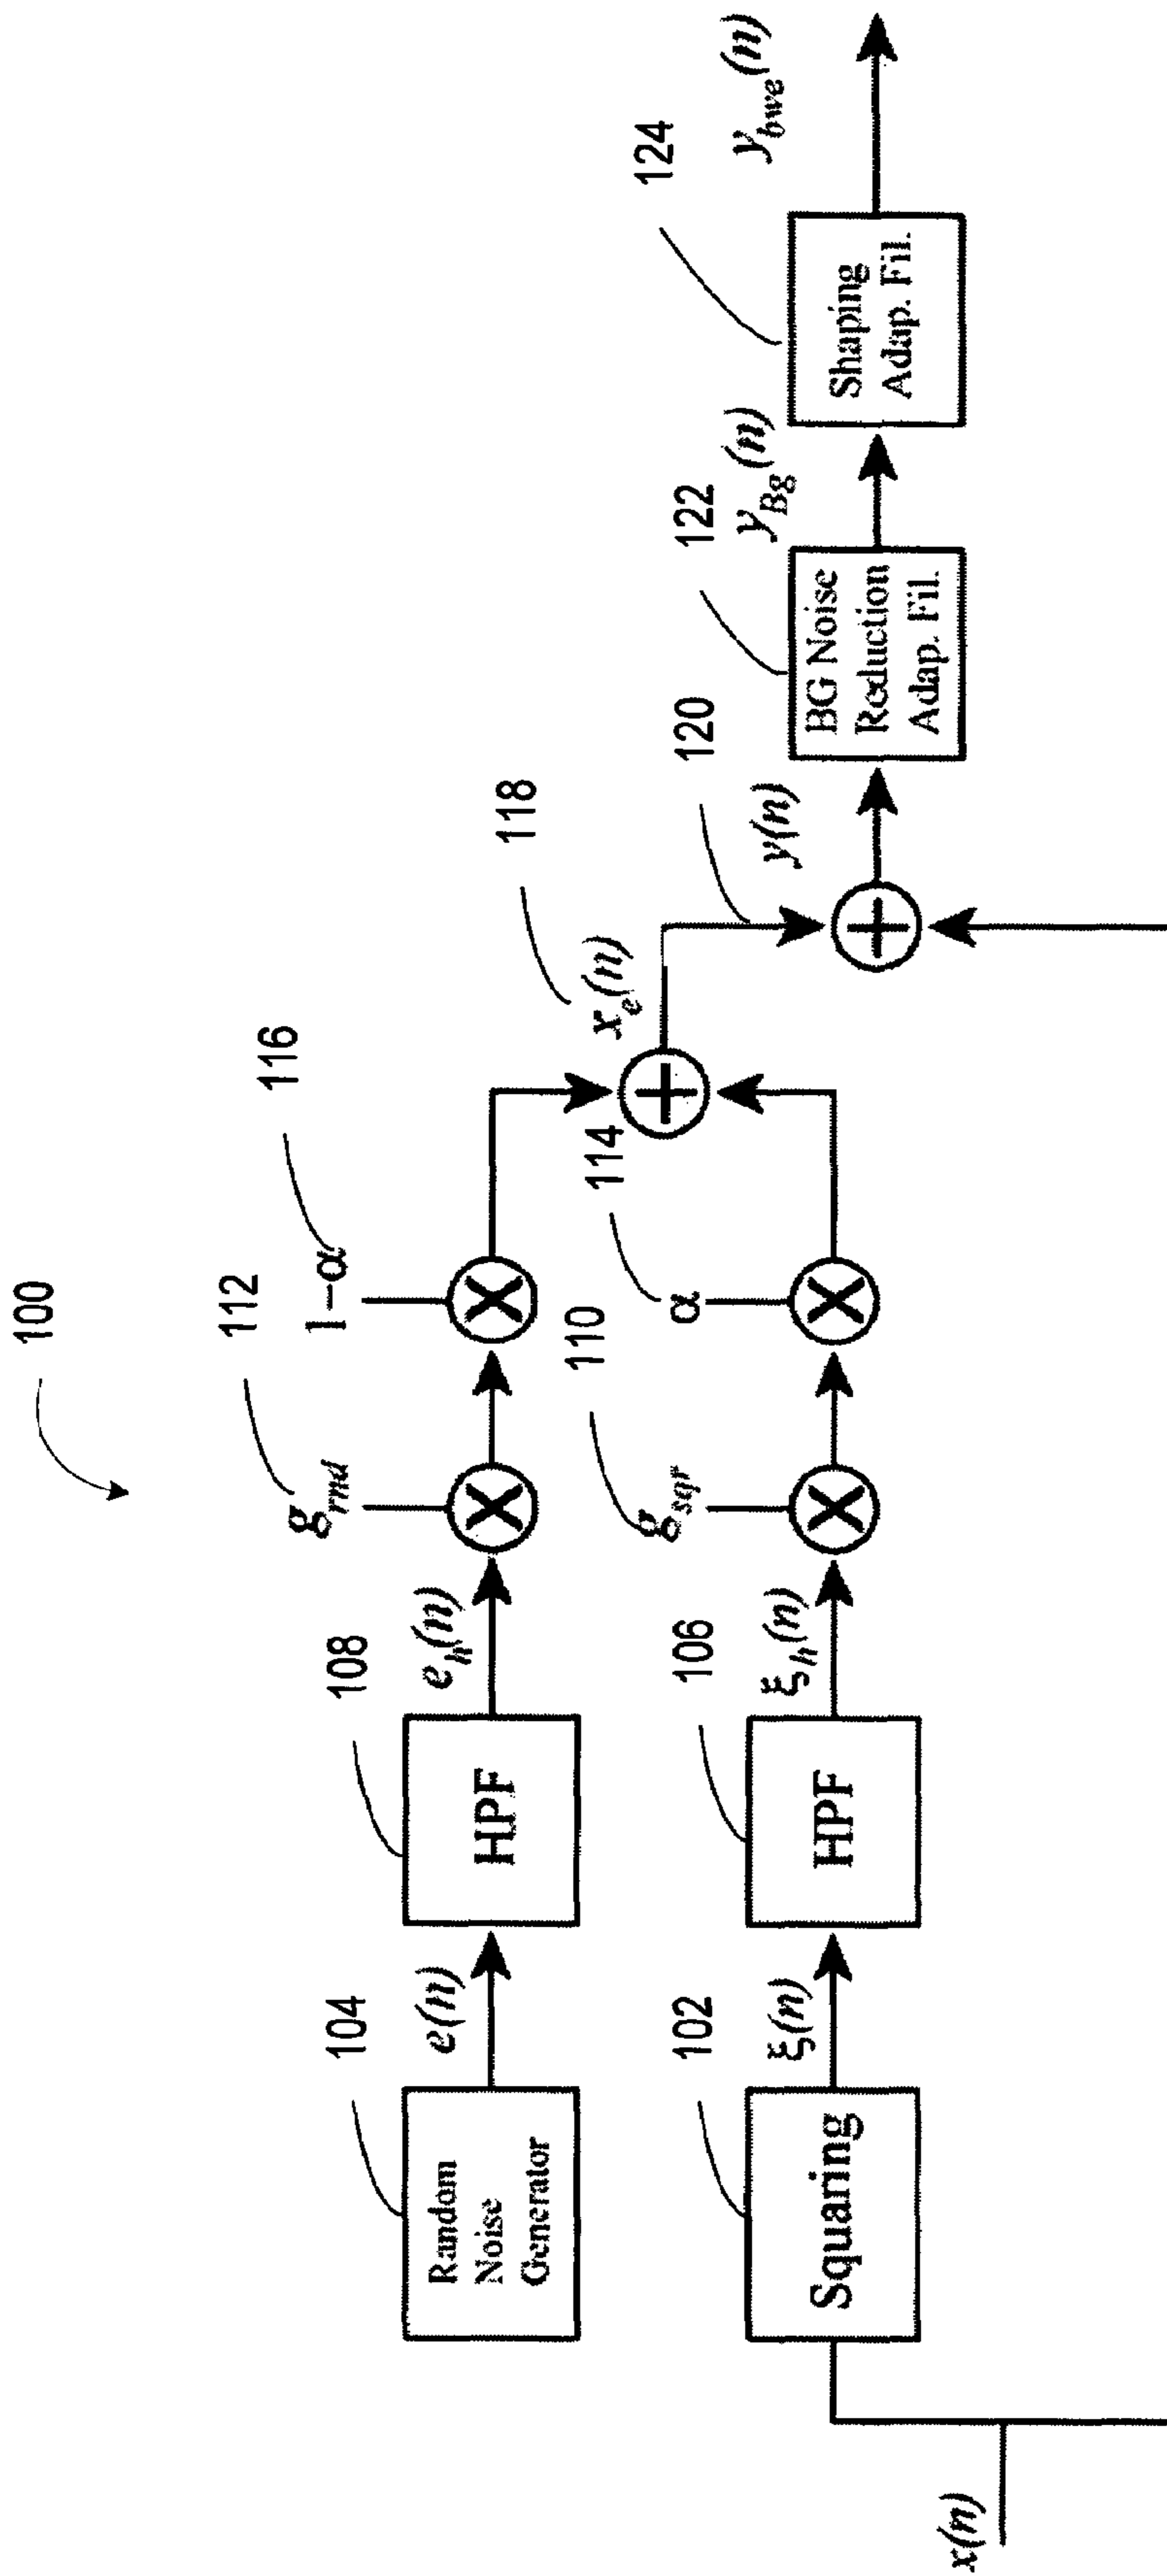 100
112
116
g_rnd
1–α
118
104
108
e(n)
e_h(n)
Random
Noise
Generator
HPF
x_e(n)
110
114
120
122
124
g_sqr
α
102
106
y(n)
y_Bg(n)
y_bwe(n)
ξ(n)
ξ_h(n)
Squaring
HPF
BG Noise
Reduction
Adap. Fil.
Shaping
Adap. Fil.
x(n)